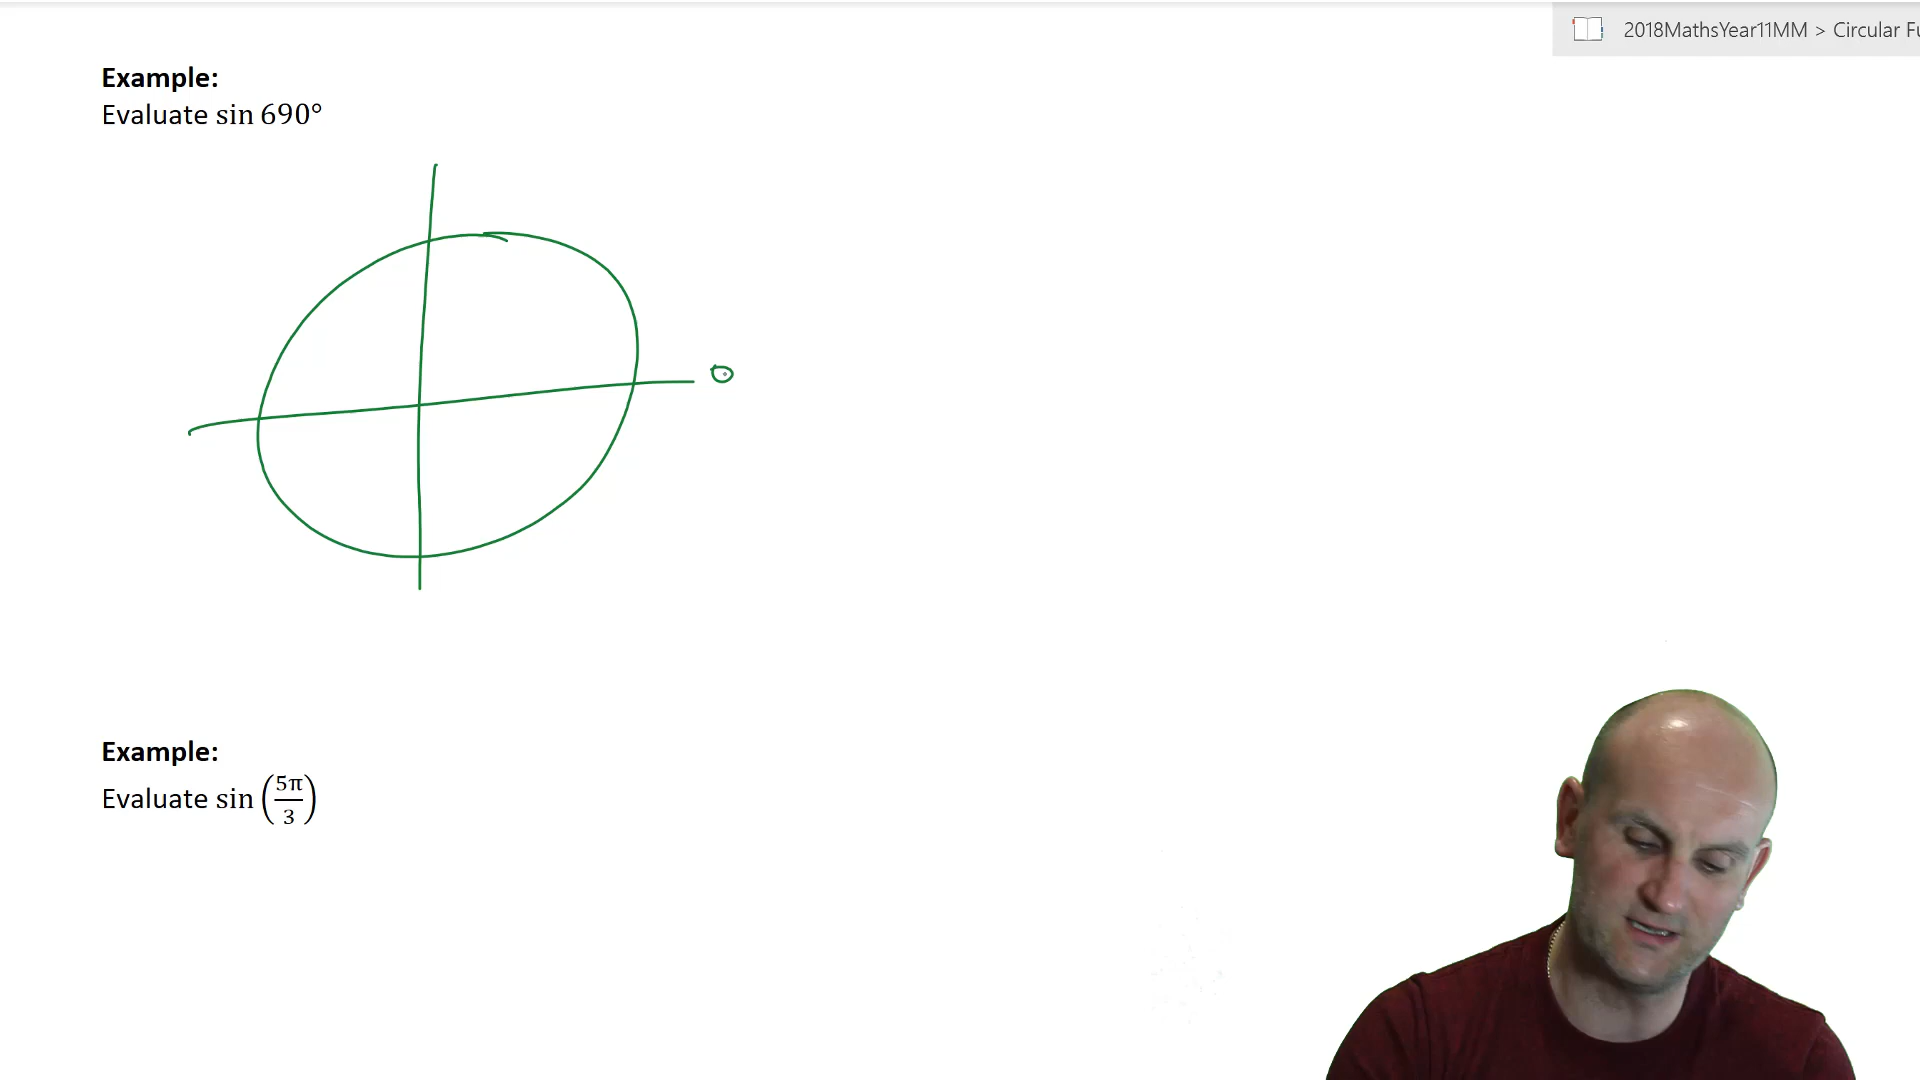 2018MathsYear11MM > Circular Fu
Example:
Evaluate sin 690°
0
Example:
Evaluate sin (5π/3)